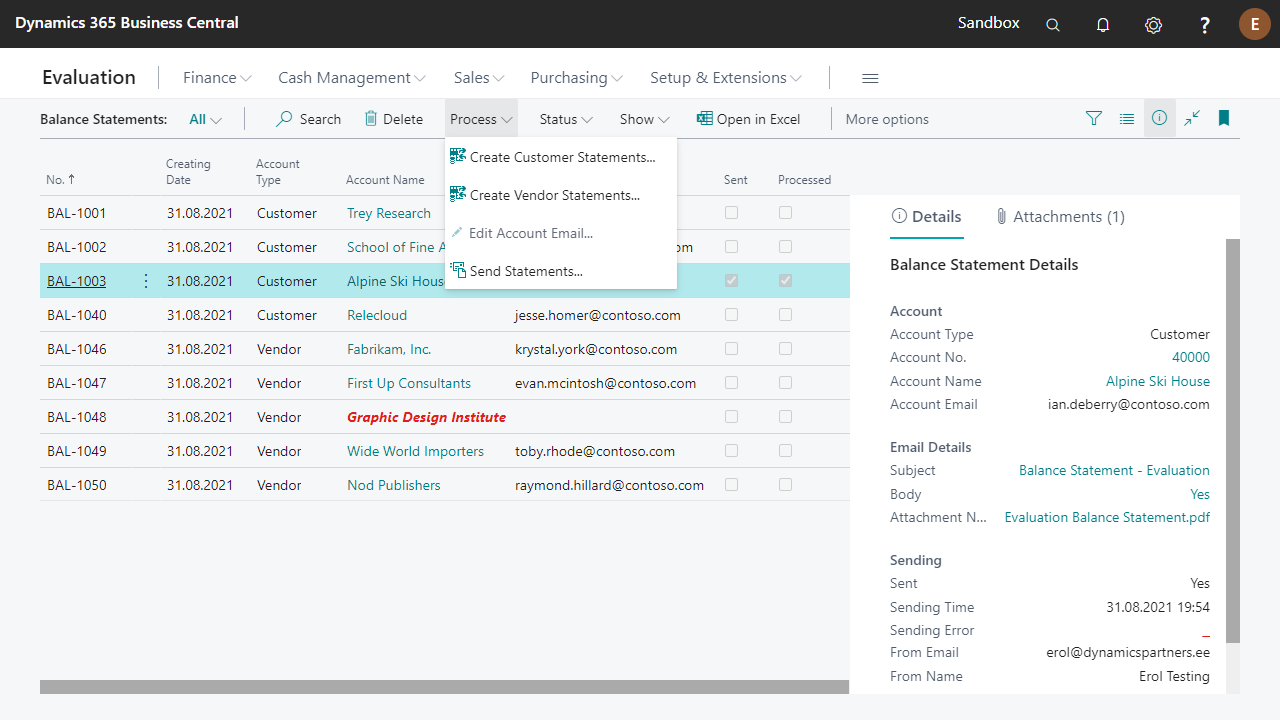 Dynamics 365 Business Central
Sandbox
?
E
Evaluation
Finance
Cash Management
Sales
Purchasing
Setup & Extensions
Balance Statements:
All
Search
Delete
Process
Status
Show
Open in Excel
More options
Create Customer Statements...
Create Vendor Statements...
Edit Account Email...
Send Statements...
No. ↑
Creating
Date
Account
Type
Account Name
Sent
Processed
BAL-1001 31.08.2021 Customer Trey Research
BAL-1002 31.08.2021 Customer School of Fine A om
BAL-1003 31.08.2021 Customer Alpine Ski Hous
BAL-1040 31.08.2021 Customer Relecloud jesse.homer@contoso.com
BAL-1046 31.08.2021 Vendor Fabrikam, Inc. krystal.york@contoso.com
BAL-1047 31.08.2021 Vendor First Up Consultants evan.mcintosh@contoso.com
BAL-1048 31.08.2021 Vendor Graphic Design Institute
BAL-1049 31.08.2021 Vendor Wide World Importers toby.rhode@contoso.com
BAL-1050 31.08.2021 Vendor Nod Publishers raymond.hillard@contoso.com
Details
Attachments (1)
Balance Statement Details
Account
Account Type Customer
Account No. 40000
Account Name Alpine Ski House
Account Email ian.deberry@contoso.com
Email Details
Subject Balance Statement - Evaluation
Body Yes
Attachment N... Evaluation Balance Statement.pdf
Sending
Sent Yes
Sending Time 31.08.2021 19:54
Sending Error _
From Email erol@dynamicspartners.ee
From Name Erol Testing